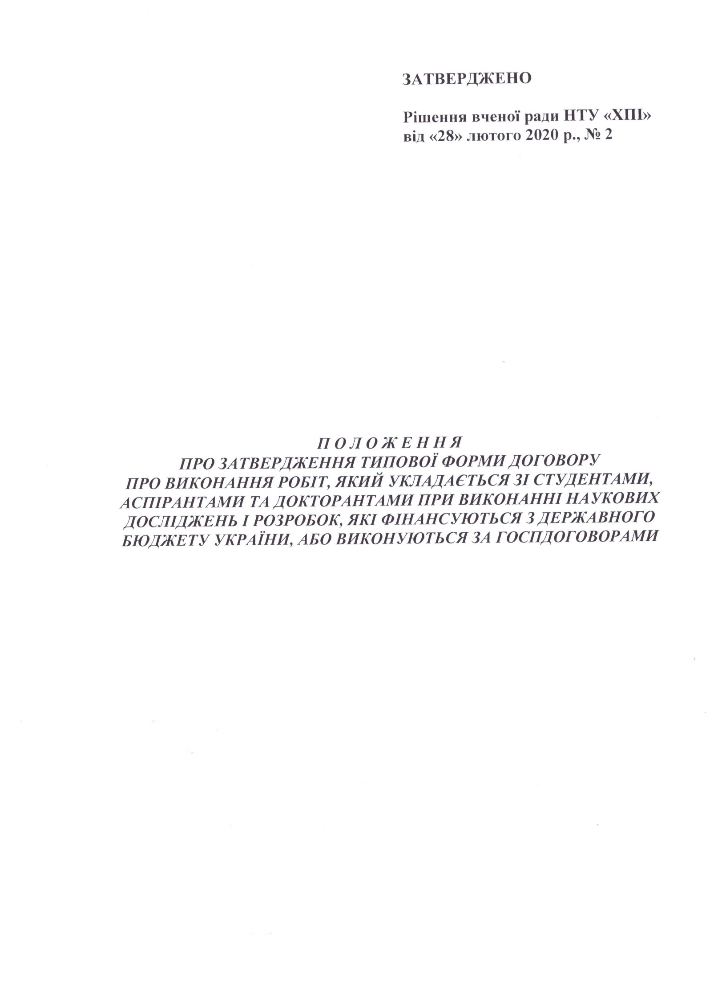 ЗАТВЕРДЖЕНО
Рішення вченої ради НТУ «ХПІ»
від «28» лютого 2020 р., № 2
П О Л О Ж Е Н Н Я
ПРО ЗАТВЕРДЖЕННЯ ТИПОВОЇ ФОРМИ ДОГОВОРУ
ПРО ВИКОНАННЯ РОБІТ, ЯКИЙ УКЛАДАЄТЬСЯ ЗІ СТУДЕНТАМИ,
АСПІРАНТАМИ ТА ДОКТОРАНТАМИ ПРИ ВИКОНАННІ НАУКОВИХ
ДОСЛІДЖЕНЬ І РОЗРОБОК, ЯКІ ФІНАНСУЮТЬСЯ З ДЕРЖАВНОГО
БЮДЖЕТУ УКРАЇНИ, АБО ВИКОНУЮТЬСЯ ЗА ГОСПДОГОВОРАМИ